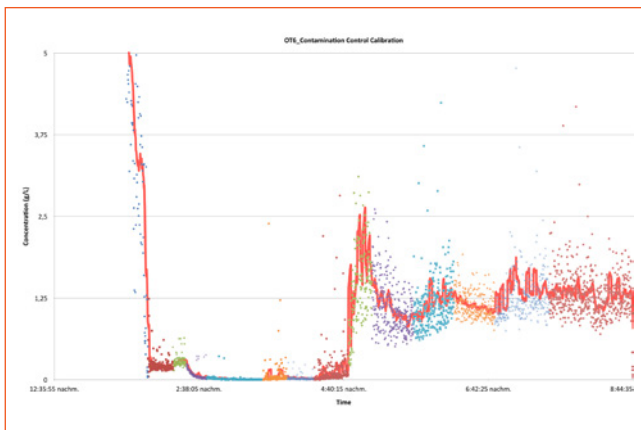 OT6_Contamination Control Calibration
5
3,75
2,5
1,25
0
Concentration (g/L)
12:35:55 nachm.
2:38:05 nachm.
4:40:15 nachm.
6:42:25 nachm.
8:44:35
Time